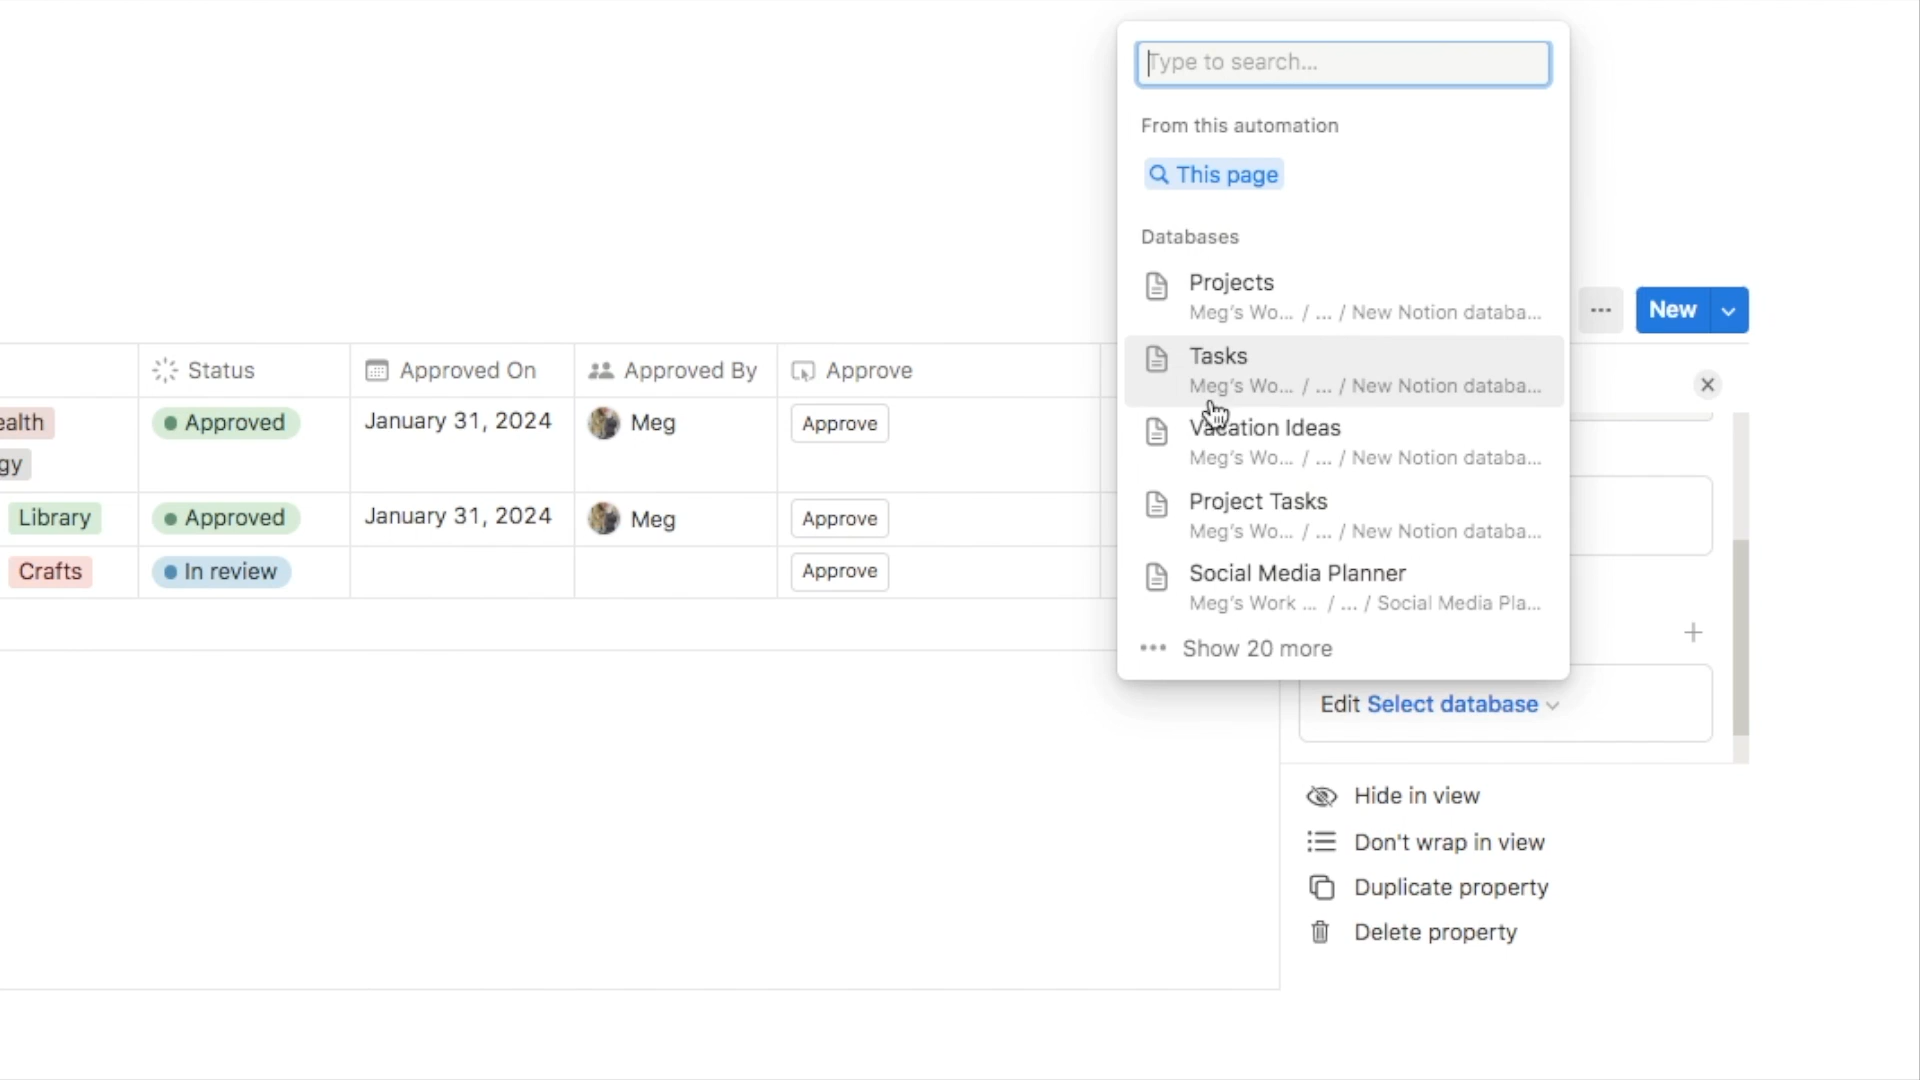 Type to search...
From this automation
This page
Databases
Projects
Meg's Wo... / ... / New Notion databa...
Tasks
Meg's Wo... / ... / New Notion databa...
Vacation Ideas
Meg's Wo... / ... / New Notion databa...
Project Tasks
Meg's Wo... / ... / New Notion databa...
Social Media Planner
Meg's Work ... / ... / Social Media Pla...
Show 20 more
New
Status Approved On Approved By Approve
ealth Approved January 31, 2024 Meg Approve
gy
Library Approved January 31, 2024 Meg Approve
Crafts In review Approve
Edit Select database
Hide in view
Don't wrap in view
Duplicate property
Delete property